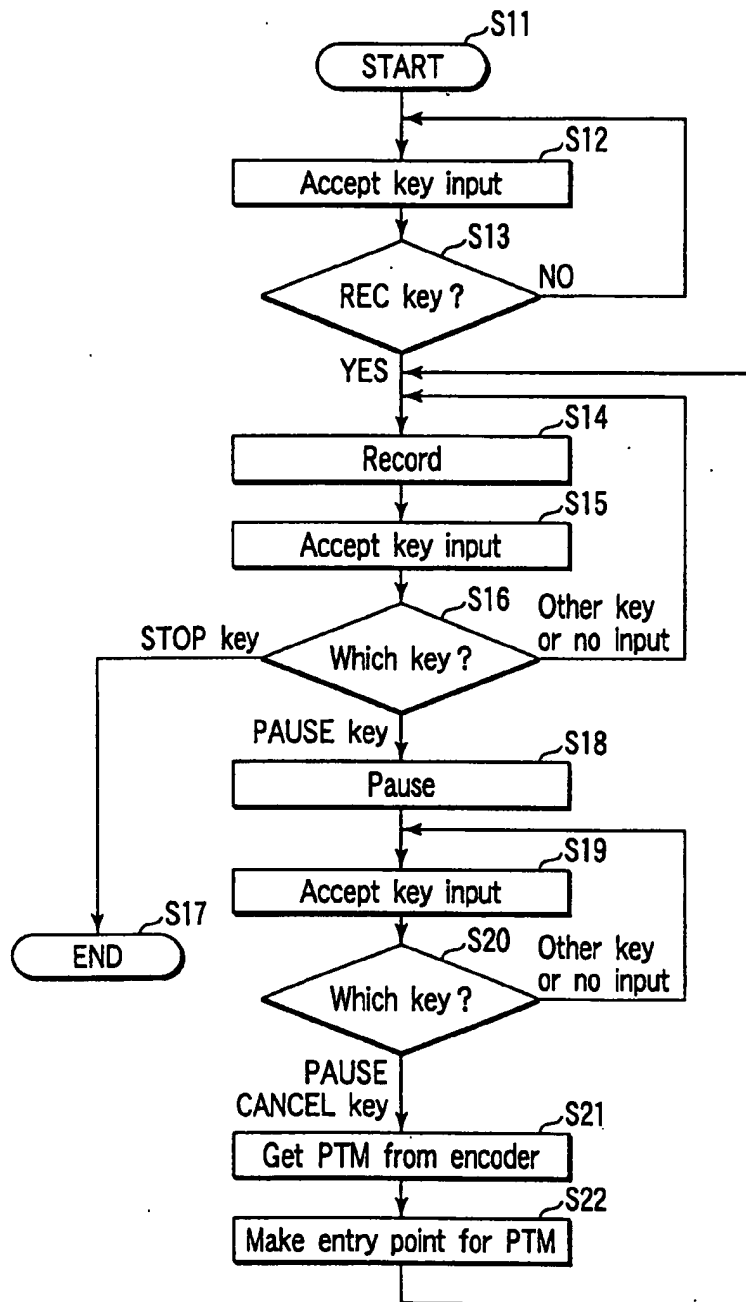 S11
START
S12
Accept key input
S13
REC key?
NO
YES
S14
Record
S15
Accept key input
S16
Other key
or no input
STOP key
Which key?
PAUSE key
S18
Pause
S19
Accept key input
S17
END
S20
Other key
or no input
Which key?
PAUSE
CANCEL key
S21
Get PTM from encoder
S22
Make entry point for PTM